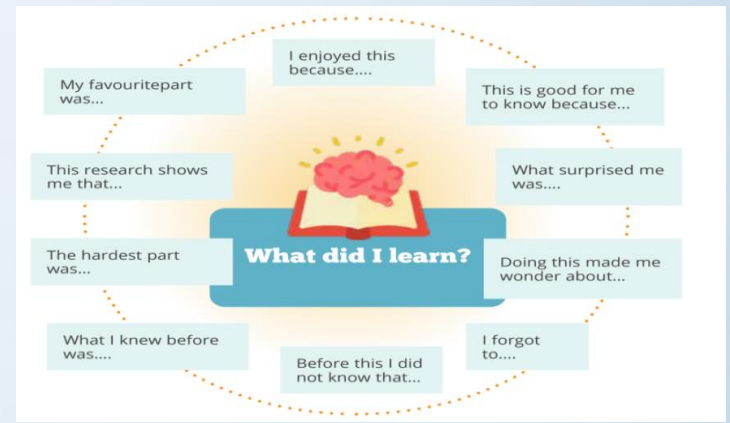 I enjoyed this
because....
My favouritepart
was...
This is good for me
to know because...
This research shows
me that...
What surprised me
was....
The hardest part
was...
What did I learn?
Doing this made me
wonder about...
What I knew before
was....
I forgot
to....
Before this I did
not know that...